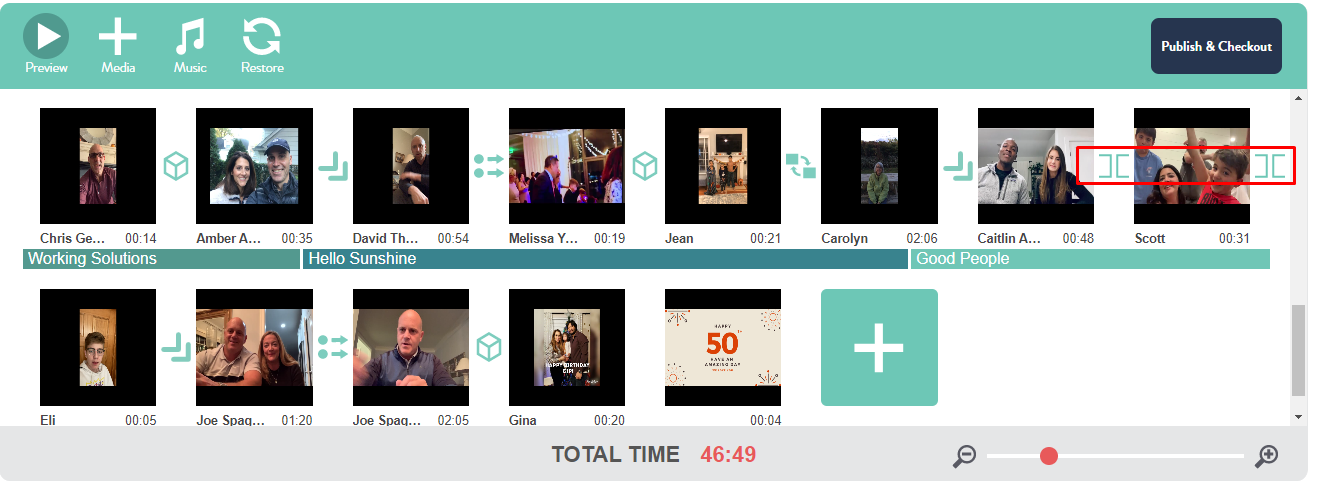 Preview
Media
Music
Restore
Publish & Checkout
Chris Ge... 00:14
Amber A... 00:35
David Th... 00:54
Melissa Y... 00:19
Jean 00:21
Carolyn 02:06
Caitlin A... 00:48
Scott 00:31
Working Solutions
Hello Sunshine
Good People
HAPPY BIRTHDAY
GIP!
HAPPY
50
HAVE AN
AMAZING DAY
Eli 00:05
Joe Spag... 01:20
Joe Spag... 02:05
Gina 00:20
00:04
TOTAL TIME 46:49